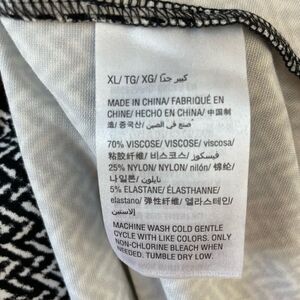 XL/ TG/ XG/ كبير جدًا
MADE IN CHINA/ FABRIQUÉ EN
CHINE/ HECHO EN CHINA/ 中国制
造/ 중국산/ صنع في الصين
70% VISCOSE/ VISCOSE/ viscosa/
粘胶纤维/ 비스코스/ فيسكوز
25% NYLON/ NYLON/ nilón/ 锦纶/
나일론/ نايلون
5% ELASTANE/ ÉLASTHANNE/
elastano/ 弹性纤维/ 엘라스테인/
الاستين
MACHINE WASH COLD GENTLE
CYCLE WITH LIKE COLORS. ONLY
NON-CHLORINE BLEACH WHEN
NEEDED. TUMBLE DRY LOW.